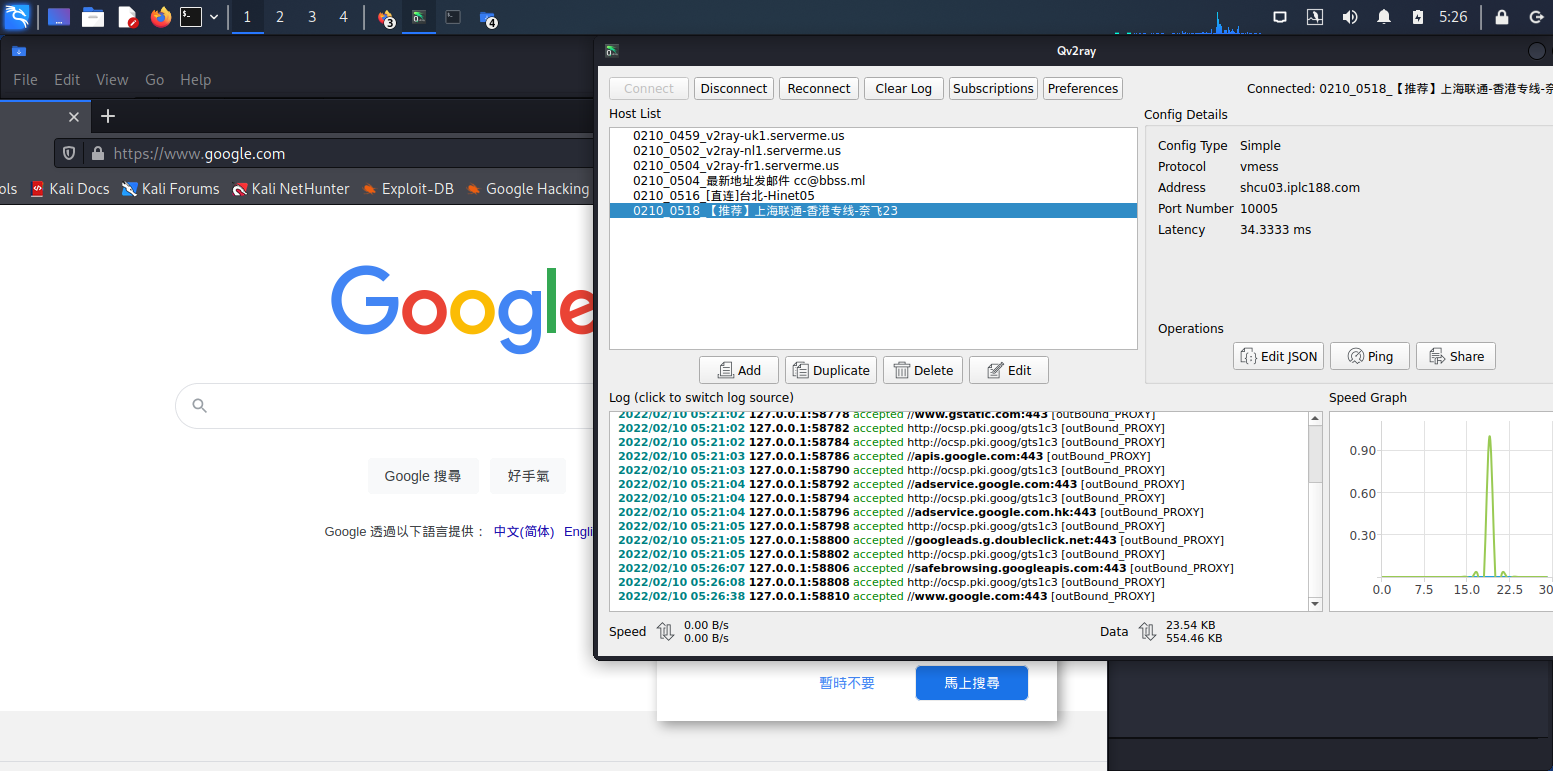 1 2 3 4 3 4 5:26
File Edit View Go Help
https://www.google.com
ols Kali Docs Kali Forums Kali NetHunter Exploit-DB Google Hacking
Google
Google 搜尋 好手氣
Google 透過以下語言提供： 中文(简体) Engli
暫時不要 馬上搜尋
Qv2ray
Connect Disconnect Reconnect Clear Log Subscriptions Preferences Connected: 0210_0518_【推荐】上海联通-香港专线-奈
Host List
0210_0459_v2ray-uk1.serverme.us
0210_0502_v2ray-nl1.serverme.us
0210_0504_v2ray-fr1.serverme.us
0210_0504_最新地址发邮件 cc@bbss.ml
0210_0516_[直连]台北-Hinet05
0210_0518_【推荐】上海联通-香港专线-奈飞23
Config Details
Config Type Simple
Protocol vmess
Address shcu03.iplc188.com
Port Number 10005
Latency 34.3333 ms
Operations
Edit JSON Ping Share
Add Duplicate Delete Edit
Log (click to switch log source)
2022/02/10 05:21:02 127.0.0.1:58778 accepted //www.gstatic.com:443 [outBound_PROXY]
2022/02/10 05:21:02 127.0.0.1:58782 accepted http://ocsp.pki.goog/gts1c3 [outBound_PROXY]
2022/02/10 05:21:02 127.0.0.1:58784 accepted http://ocsp.pki.goog/gts1c3 [outBound_PROXY]
2022/02/10 05:21:03 127.0.0.1:58786 accepted //apis.google.com:443 [outBound_PROXY]
2022/02/10 05:21:03 127.0.0.1:58790 accepted http://ocsp.pki.goog/gts1c3 [outBound_PROXY]
2022/02/10 05:21:04 127.0.0.1:58792 accepted //adservice.google.com:443 [outBound_PROXY]
2022/02/10 05:21:04 127.0.0.1:58794 accepted http://ocsp.pki.goog/gts1c3 [outBound_PROXY]
2022/02/10 05:21:04 127.0.0.1:58796 accepted //adservice.google.com.hk:443 [outBound_PROXY]
2022/02/10 05:21:05 127.0.0.1:58798 accepted http://ocsp.pki.goog/gts1c3 [outBound_PROXY]
2022/02/10 05:21:05 127.0.0.1:58800 accepted //googleads.g.doubleclick.net:443 [outBound_PROXY]
2022/02/10 05:21:05 127.0.0.1:58802 accepted http://ocsp.pki.goog/gts1c3 [outBound_PROXY]
2022/02/10 05:26:07 127.0.0.1:58806 accepted //safebrowsing.googleapis.com:443 [outBound_PROXY]
2022/02/10 05:26:08 127.0.0.1:58808 accepted http://ocsp.pki.goog/gts1c3 [outBound_PROXY]
2022/02/10 05:26:38 127.0.0.1:58810 accepted //www.google.com:443 [outBound_PROXY]
Speed Graph
0.90
0.60
0.30
0.0 7.5 15.0 22.5 30
Speed 0.00 B/s
0.00 B/s
Data 23.54 KB
554.46 KB